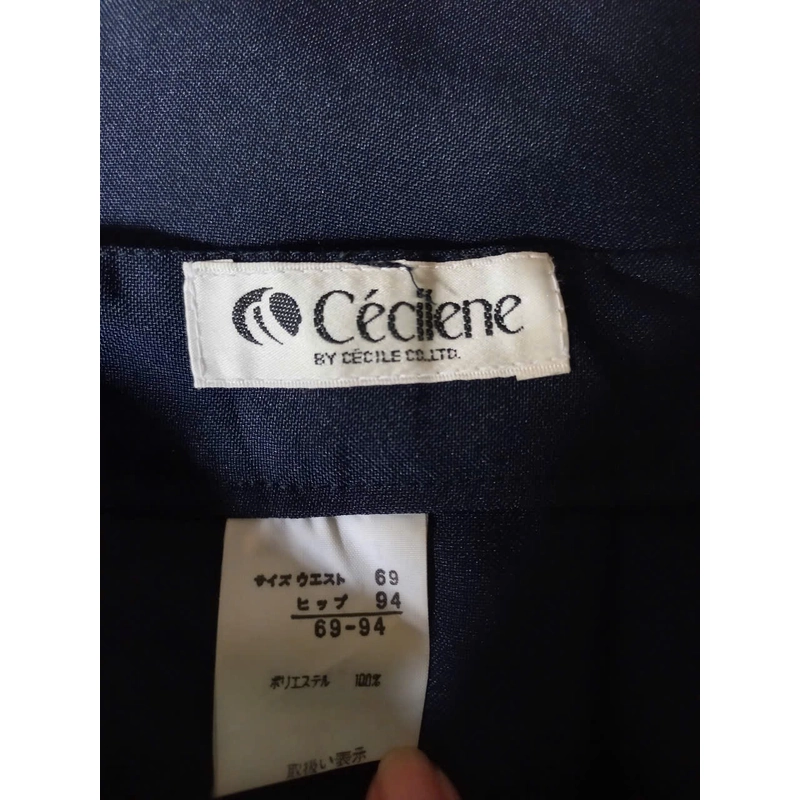 Cécilene
BY CÉCILE CO.,LTD.
サイズ ウエスト 69
ヒップ 94
69-94
ポリエステル 100%
取扱い表示